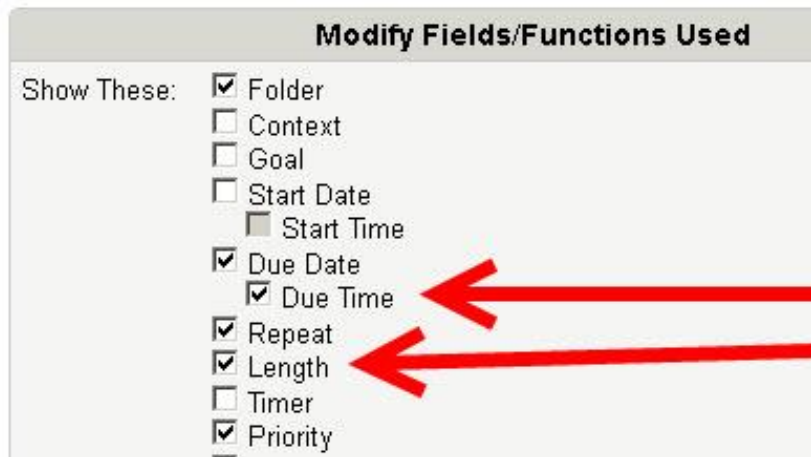 Modify Fields/Functions Used
Show These: Folder
Context
Goal
Start Date
Start Time
Due Date
Due Time
Repeat
Length
Timer
Priority